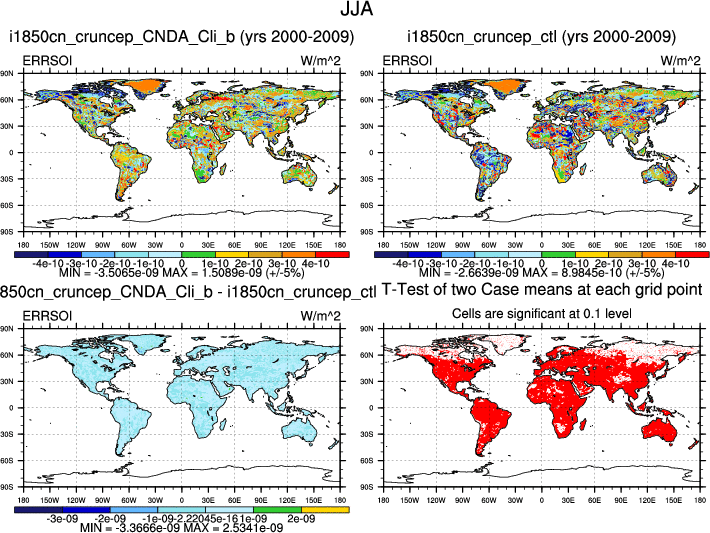 JJA
i1850cn_cruncep_CNDA_Cli_b (yrs 2000-2009)
i1850cn_cruncep_ctl (yrs 2000-2009)
ERRSOI W/m^2
ERRSOI W/m^2
90N
60N
30N
0
30S
60S
90S
180 150W 120W 90W 60W 30W 0 30E 60E 90E 120E 150E 180
90N
60N
30N
0
30S
60S
90S
180 150W 120W 90W 60W 30W 0 30E 60E 90E 120E 150E 180
-4e-10 -3e-10 -2e-10 -1e-10 0 1e-10 2e-10 3e-10 4e-10
MIN = -3.5065e-09 MAX = 1.5089e-09 (+/-5%)
-4e-10 -3e-10 -2e-10 -1e-10 0 1e-10 2e-10 3e-10 4e-10
MIN = -2.6639e-09 MAX = 8.9845e-10 (+/-5%)
850cn_cruncep_CNDA_Cli_b - i1850cn_cruncep_ctl
T-Test of two Case means at each grid point
ERRSOI W/m^2
Cells are significant at 0.1 level
90N
60N
30N
0
30S
60S
90S
180 150W 120W 90W 60W 30W 0 30E 60E 90E 120E 150E 180
90N
60N
30N
0
30S
60S
90S
180 150W 120W 90W 60W 30W 0 30E 60E 90E 120E 150E 180
-3e-09 -2e-09 -1e-09 -2.22045e-16 1e-09 2e-09
MIN = -3.3666e-09 MAX = 2.5341e-09